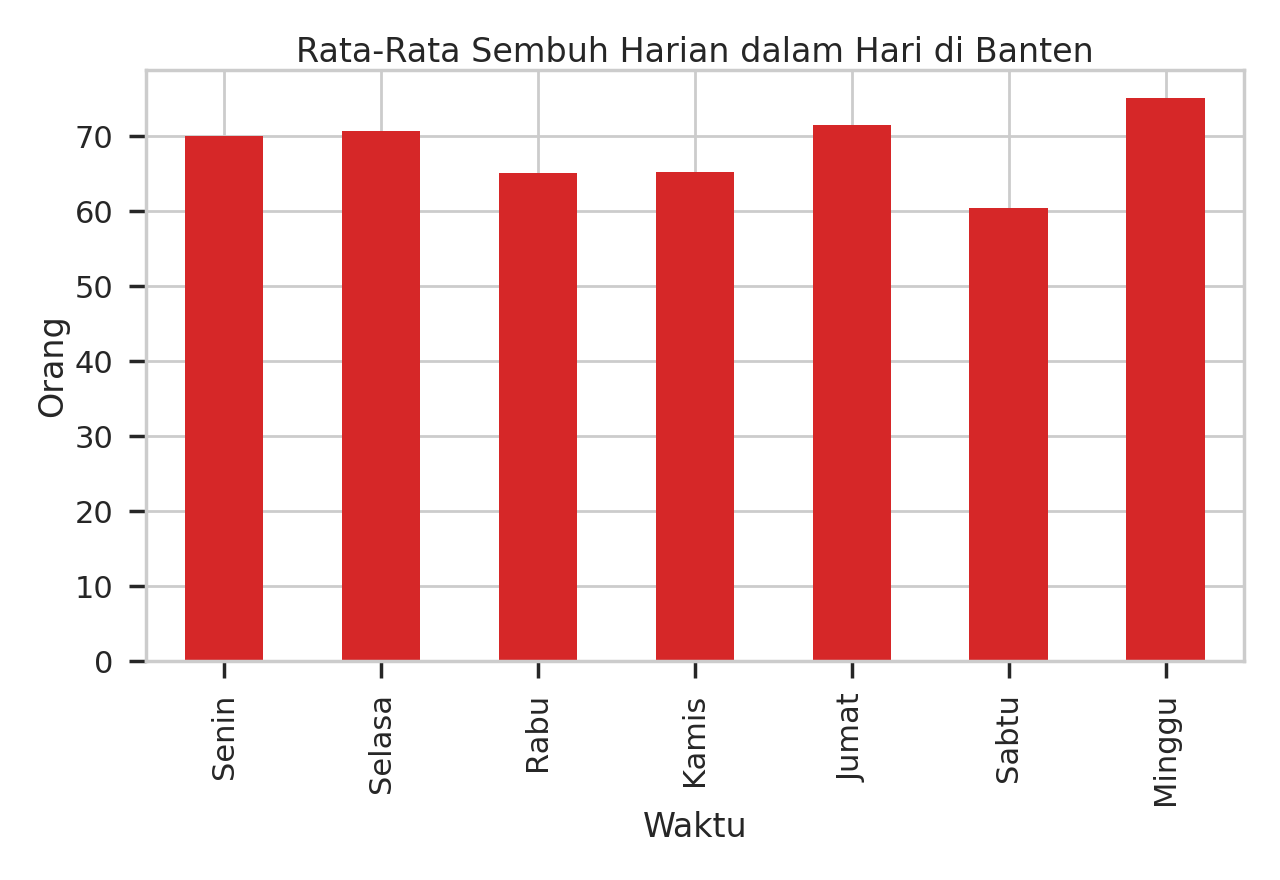 Rata-Rata Sembuh Harian dalam Hari di Banten
Orang
70
60
50
40
30
20
10
0
Senin
Selasa
Rabu
Kamis
Jumat
Sabtu
Minggu
Waktu